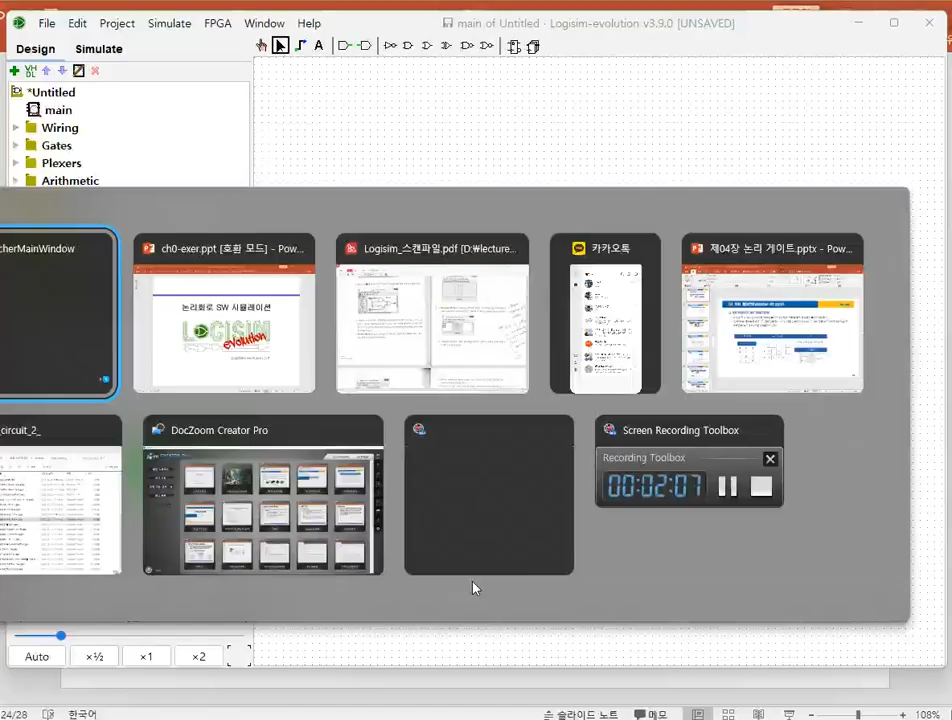 File Edit Project Simulate FPGA Window Help
main of Untitled · Logisim-evolution v3.9.0 [UNSAVED]
Design Simulate
A
VH
DL
*Untitled
main
Wiring
Gates
Plexers
Arithmetic
cherMainWindow
ch0-exer.ppt [호환 모드] - Pow...
Logisim_스캔파일.pdf [D:\lecture...
카카오톡
제04장 논리 게이트.pptx - Pow...
논리회로 SW 시뮬레이션
LOGISIM
evolution
circuit_2_
DocZoom Creator Pro
Screen Recording Toolbox
Recording Toolbox
00:02:07
Auto ×½ ×1 ×2
24/28 한국어 슬라이드 노트 메모 108%